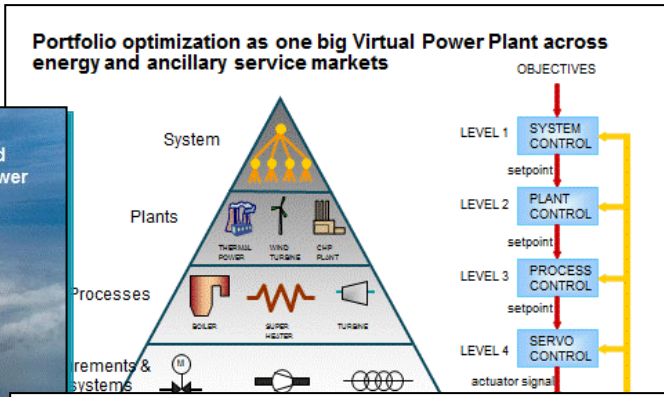 Portfolio optimization as one big Virtual Power Plant across
energy and ancillary service markets
OBJECTIVES
System
LEVEL 1
SYSTEM
CONTROL
setpoint
Plants
THERMAL
POWER
WIND
TURBINE
CHP
PLANT
LEVEL 2
PLANT
CONTROL
setpoint
Processes
BOILER
SUPER
HEATER
TURBINE
LEVEL 3
PROCESS
CONTROL
setpoint
M
LEVEL 4
SERVO
CONTROL
actuator signal